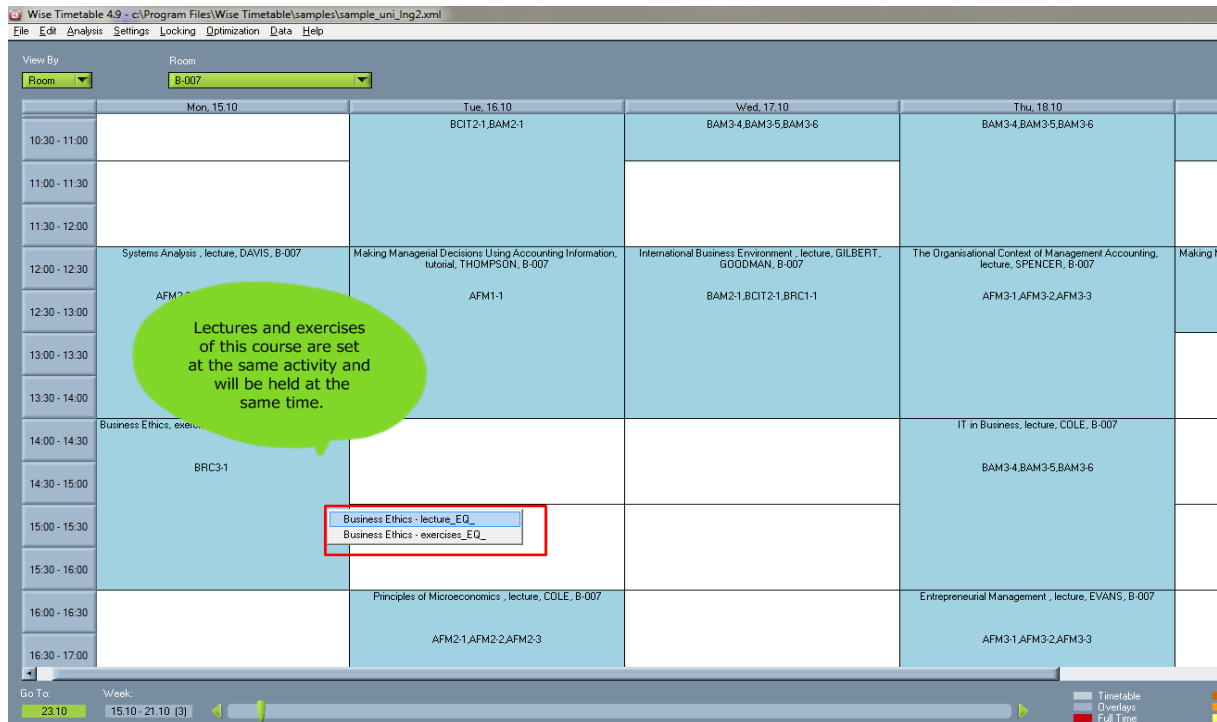 Wise Timetable 4.9 - c:\Program Files\Wise Timetable\samples\sample_uni_lng2.xml
File Edit Analysis Settings Locking Optimization Data Help
View By Room
Room B-007
Mon, 15.10 Tue, 16.10 Wed, 17.10 Thu, 18.10
BCIT2-1,BAM2-1 BAM3-4,BAM3-5,BAM3-6 BAM3-4,BAM3-5,BAM3-6
10:30 - 11:00
11:00 - 11:30
11:30 - 12:00
Systems Analysis , lecture, DAVIS, B-007 Making Managerial Decisions Using Accounting Information, International Business Environment , lecture, GILBERT, The Organisational Context of Management Accounting, Making
12:00 - 12:30 tutorial, THOMPSON, B-007 GOODMAN, B-007 lecture, SPENCER, B-007
AFM1-1 BAM2-1,BCIT2-1,BRC1-1 AFM3-1,AFM3-2,AFM3-3
12:30 - 13:00
Lectures and exercises
of this course are set
13:00 - 13:30
at the same activity and
will be held at the
13:30 - 14:00
same time.
Business Ethics, IT in Business, lecture, COLE, B-007
14:00 - 14:30
BRC3-1 BAM3-4,BAM3-5,BAM3-6
14:30 - 15:00
Business Ethics - lecture_EQ_
15:00 - 15:30
Business Ethics - exercises_EQ_
15:30 - 16:00
Principles of Microeconomics , lecture, COLE, B-007 Entrepreneurial Management , lecture, EVANS, B-007
16:00 - 16:30
AFM2-1,AFM2-2,AFM2-3 AFM3-1,AFM3-2,AFM3-3
16:30 - 17:00
Go To: Week: Timetable
23.10 15.10 - 21.10 (3) Overlays
Full Time